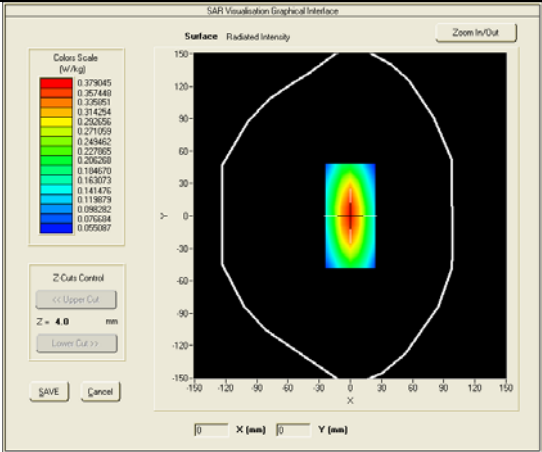 SAR Visualisation Graphical Interface
Surface Radiated Intensity
Zoom In/Out
Colors Scale
(W/kg)
0.379045
0.357448
0.335851
0.314254
0.292656
0.271059
0.249462
0.227865
0.206268
0.184670
0.163073
0.141476
0.119879
0.098282
0.076684
0.055087
150
120
90
60
30
0
-30
-60
-90
-120
-150
Y
-150 -120 -90 -60 -30 0 30 60 90 120 150
X
Z-Cuts Control
<< Upper Cut
Z = 4.0 mm
Lower Cut >>
SAVE Cancel
0 X (mm) 0 Y (mm)